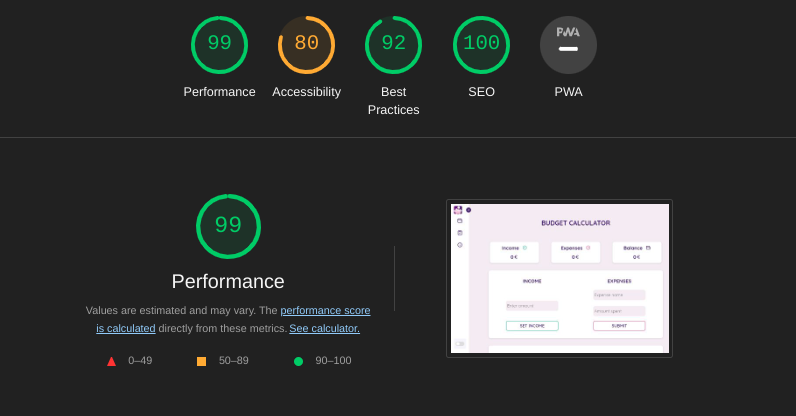 99
80
92
100
PWA
Performance
Accessibility
Best
Practices
SEO
PWA
99
Performance
Values are estimated and may vary. The performance score
is calculated directly from these metrics. See calculator.
0–49
50–89
90–100
BUDGET CALCULATOR
Income
Expenses
Balance
0 €
0 €
0 €
INCOME
EXPENSES
Expense name
Enter amount
Amount spent
SET INCOME
SUBMIT